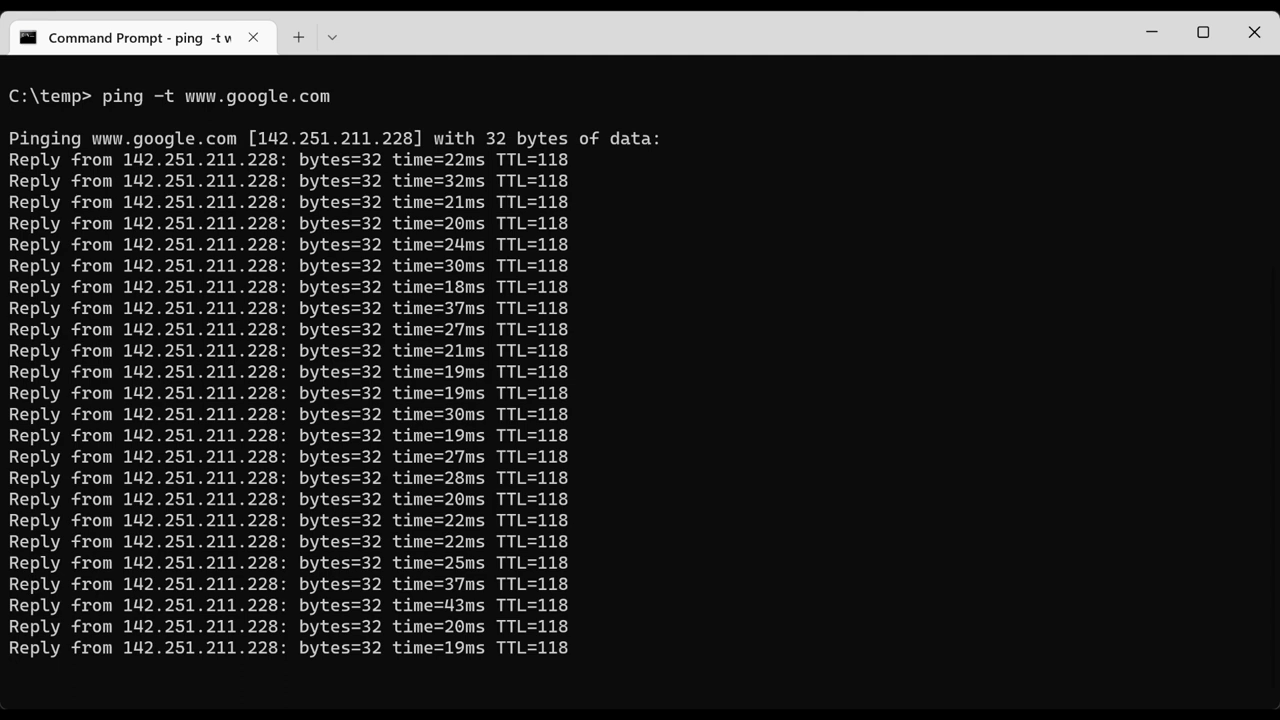 Command Prompt - ping  -t w
C:\temp> ping -t www.google.com
Pinging www.google.com [142.251.211.228] with 32 bytes of data:
Reply from 142.251.211.228: bytes=32 time=22ms TTL=118
Reply from 142.251.211.228: bytes=32 time=32ms TTL=118
Reply from 142.251.211.228: bytes=32 time=21ms TTL=118
Reply from 142.251.211.228: bytes=32 time=20ms TTL=118
Reply from 142.251.211.228: bytes=32 time=24ms TTL=118
Reply from 142.251.211.228: bytes=32 time=30ms TTL=118
Reply from 142.251.211.228: bytes=32 time=18ms TTL=118
Reply from 142.251.211.228: bytes=32 time=37ms TTL=118
Reply from 142.251.211.228: bytes=32 time=27ms TTL=118
Reply from 142.251.211.228: bytes=32 time=21ms TTL=118
Reply from 142.251.211.228: bytes=32 time=19ms TTL=118
Reply from 142.251.211.228: bytes=32 time=19ms TTL=118
Reply from 142.251.211.228: bytes=32 time=30ms TTL=118
Reply from 142.251.211.228: bytes=32 time=19ms TTL=118
Reply from 142.251.211.228: bytes=32 time=27ms TTL=118
Reply from 142.251.211.228: bytes=32 time=28ms TTL=118
Reply from 142.251.211.228: bytes=32 time=20ms TTL=118
Reply from 142.251.211.228: bytes=32 time=22ms TTL=118
Reply from 142.251.211.228: bytes=32 time=22ms TTL=118
Reply from 142.251.211.228: bytes=32 time=25ms TTL=118
Reply from 142.251.211.228: bytes=32 time=37ms TTL=118
Reply from 142.251.211.228: bytes=32 time=43ms TTL=118
Reply from 142.251.211.228: bytes=32 time=20ms TTL=118
Reply from 142.251.211.228: bytes=32 time=19ms TTL=118